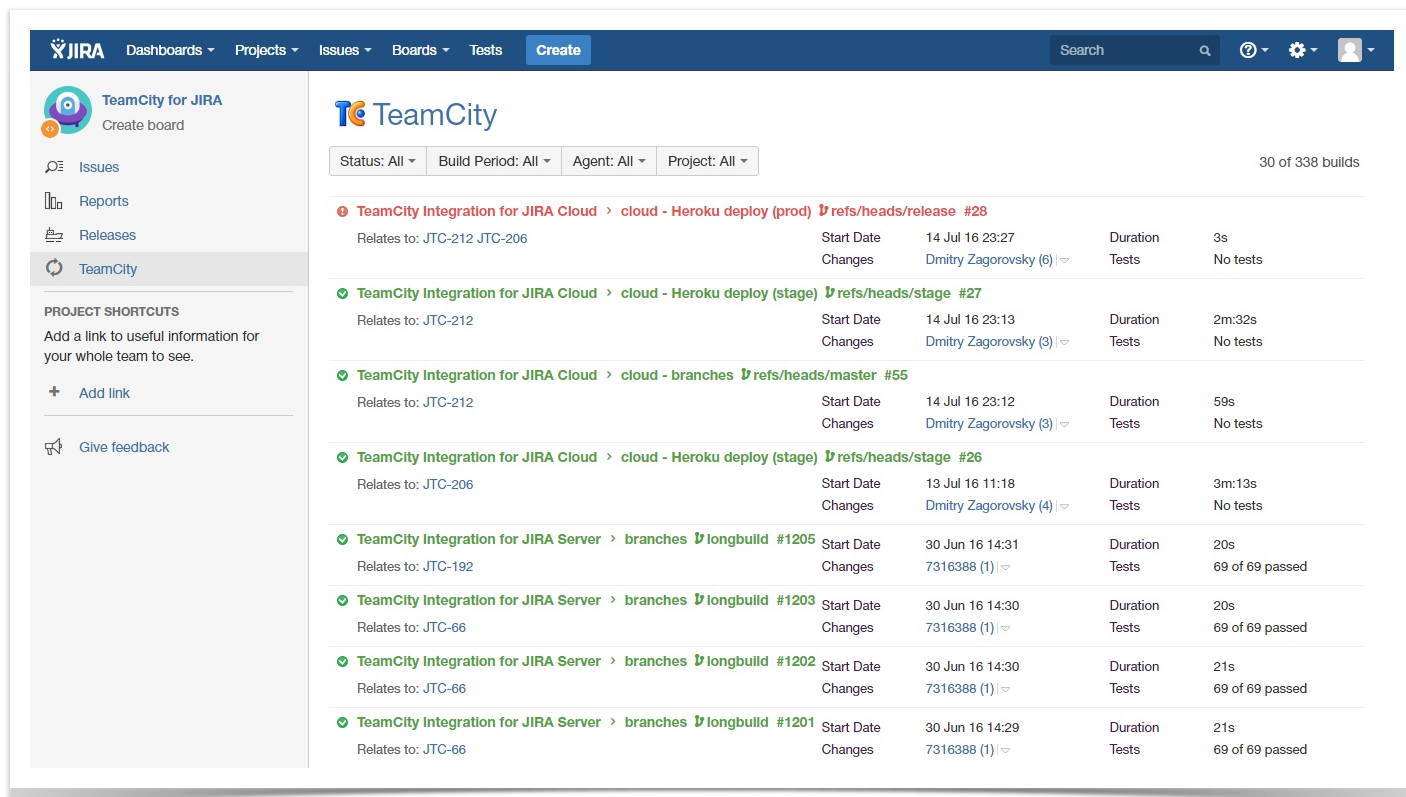 JIRA Dashboards Projects Issues Boards Tests Create Search
TeamCity for JIRA
Create board
Issues
Reports
Releases
TeamCity
PROJECT SHORTCUTS
Add a link to useful information for
your whole team to see.
+ Add link
Give feedback
TC TeamCity
Status: All Build Period: All Agent: All Project: All 30 of 338 builds
TeamCity Integration for JIRA Cloud > cloud - Heroku deploy (prod) refs/heads/release #28
Relates to: JTC-212 JTC-206
Start Date 14 Jul 16 23:27 Duration 3s
Changes Dmitry Zagorovsky (6) Tests No tests
TeamCity Integration for JIRA Cloud > cloud - Heroku deploy (stage) refs/heads/stage #27
Relates to: JTC-212
Start Date 14 Jul 16 23:13 Duration 2m:32s
Changes Dmitry Zagorovsky (3) Tests No tests
TeamCity Integration for JIRA Cloud > cloud - branches refs/heads/master #55
Relates to: JTC-212
Start Date 14 Jul 16 23:12 Duration 59s
Changes Dmitry Zagorovsky (3) Tests No tests
TeamCity Integration for JIRA Cloud > cloud - Heroku deploy (stage) refs/heads/stage #26
Relates to: JTC-206
Start Date 13 Jul 16 11:18 Duration 3m:13s
Changes Dmitry Zagorovsky (4) Tests No tests
TeamCity Integration for JIRA Server > branches longbuild #1205
Relates to: JTC-192
Start Date 30 Jun 16 14:31 Duration 20s
Changes 7316388 (1) Tests 69 of 69 passed
TeamCity Integration for JIRA Server > branches longbuild #1203
Relates to: JTC-66
Start Date 30 Jun 16 14:30 Duration 20s
Changes 7316388 (1) Tests 69 of 69 passed
TeamCity Integration for JIRA Server > branches longbuild #1202
Relates to: JTC-66
Start Date 30 Jun 16 14:30 Duration 21s
Changes 7316388 (1) Tests 69 of 69 passed
TeamCity Integration for JIRA Server > branches longbuild #1201
Relates to: JTC-66
Start Date 30 Jun 16 14:29 Duration 21s
Changes 7316388 (1) Tests 69 of 69 passed